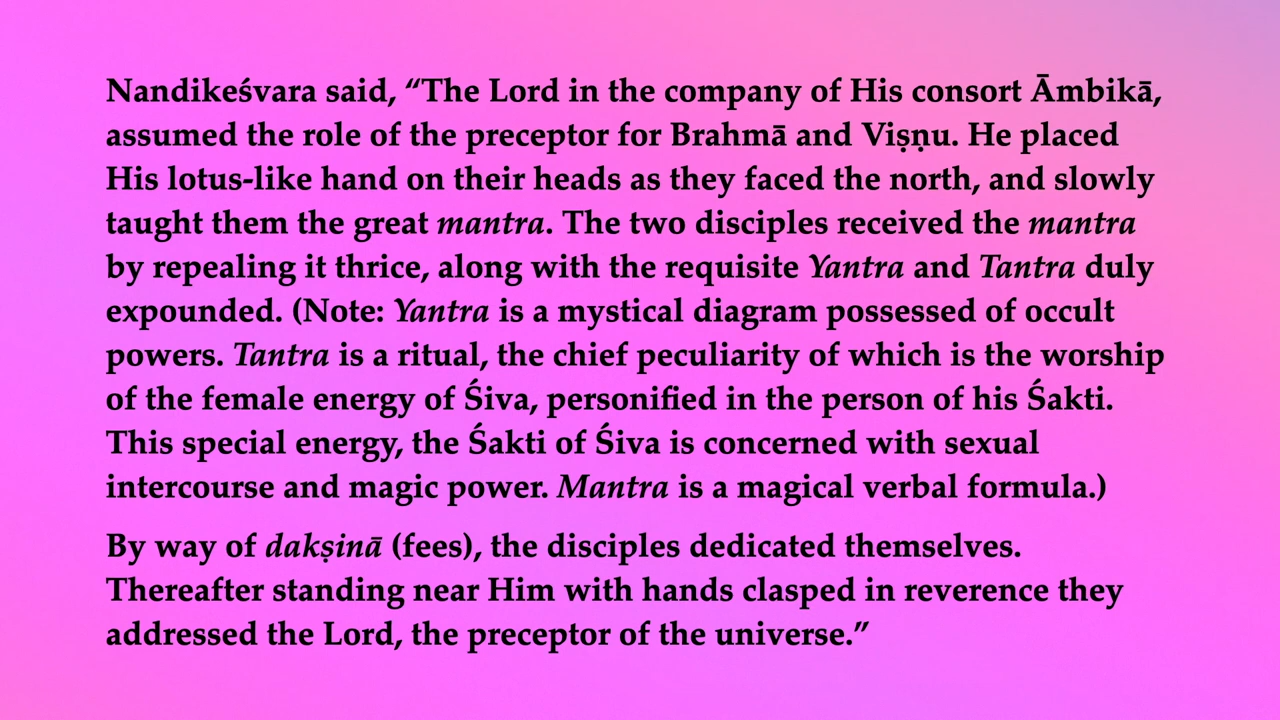 Nandikeśvara said, “The Lord in the company of His consort Āmbikā,
assumed the role of the preceptor for Brahmā and Viṣṇu. He placed
His lotus-like hand on their heads as they faced the north, and slowly
taught them the great mantra. The two disciples received the mantra
by repealing it thrice, along with the requisite Yantra and Tantra duly
expounded. (Note: Yantra is a mystical diagram possessed of occult
powers. Tantra is a ritual, the chief peculiarity of which is the worship
of the female energy of Śiva, personified in the person of his Śakti.
This special energy, the Śakti of Śiva is concerned with sexual
intercourse and magic power. Mantra is a magical verbal formula.)
By way of dakṣinā (fees), the disciples dedicated themselves.
Thereafter standing near Him with hands clasped in reverence they
addressed the Lord, the preceptor of the universe.”